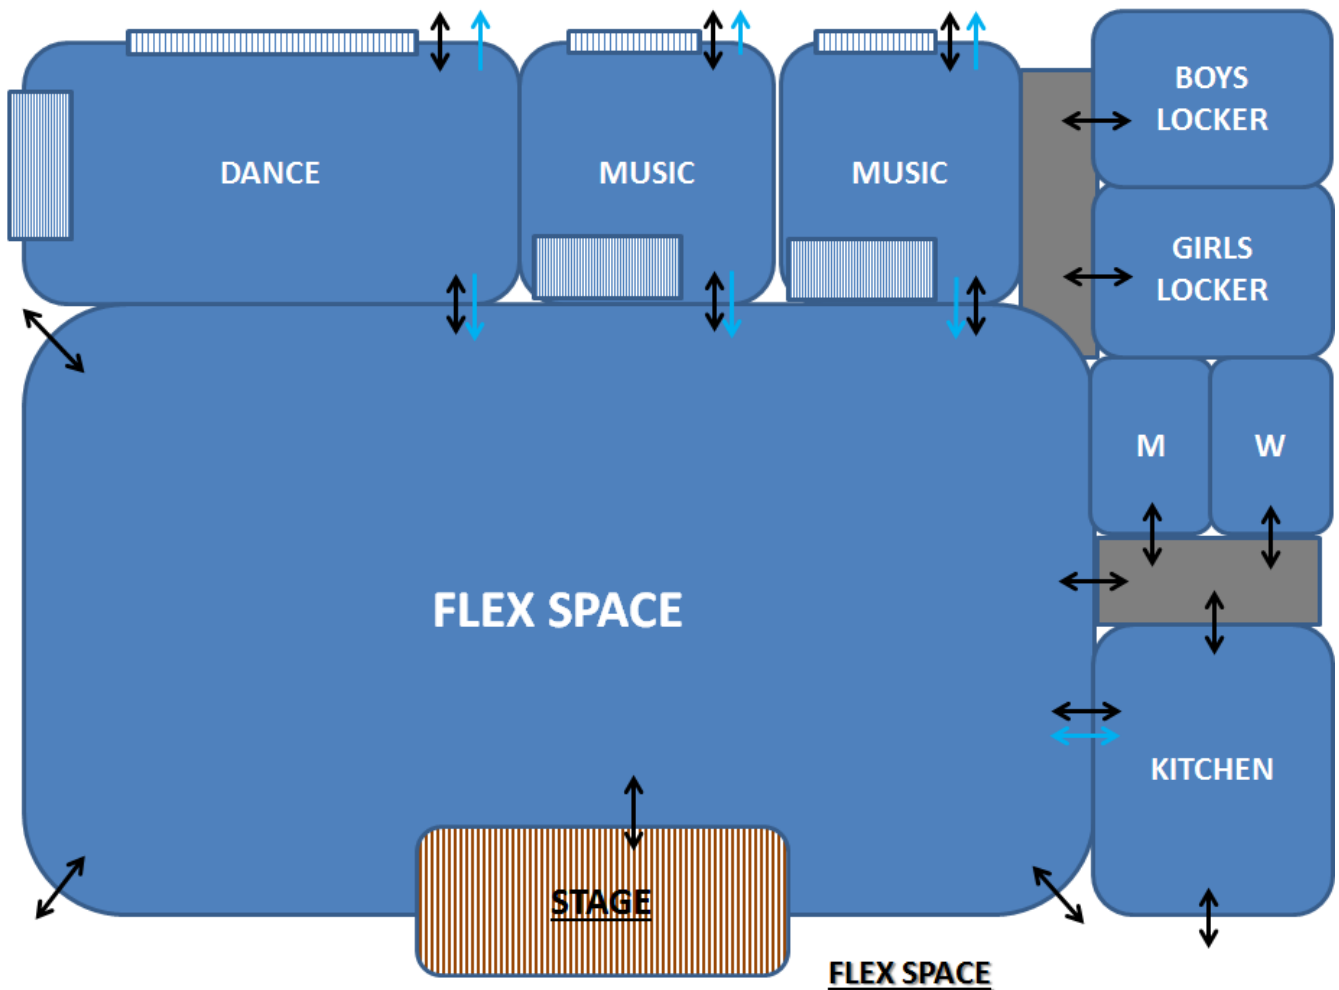 BOYS
LOCKER
DANCE
MUSIC
MUSIC
GIRLS
LOCKER
M
W
FLEX SPACE
KITCHEN
STAGE
FLEX SPACE